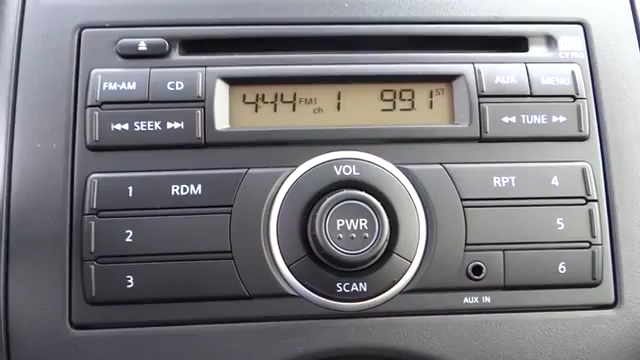 FM-AM CD
4:44 FM1 ch 1 99.1 ST
AUX MENU
SEEK
TUNE
VOL
1 RDM
RPT 4
2
PWR
5
3
SCAN
6
AUX IN